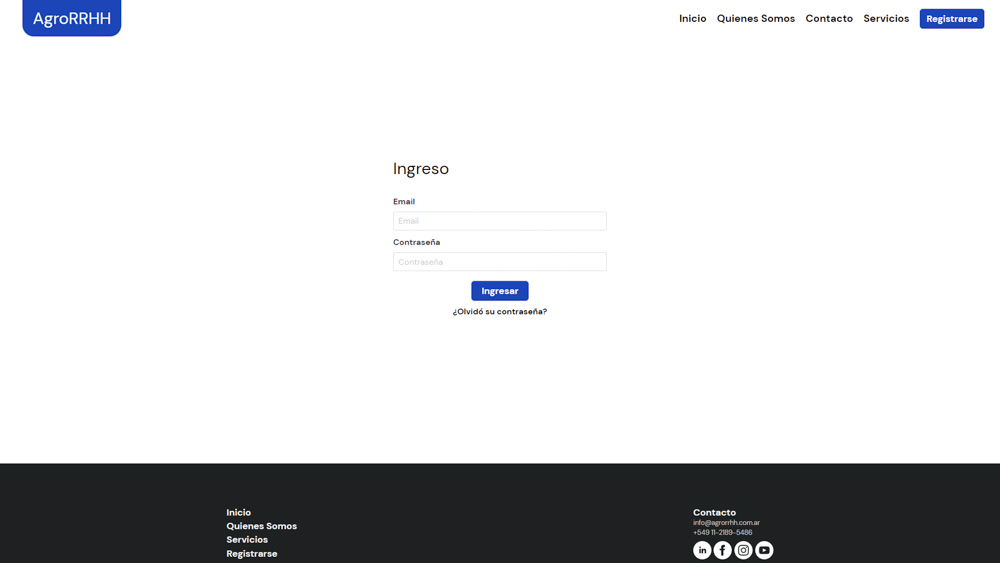 AgroRRHH
Inicio Quienes Somos Contacto Servicios Registrarse
Ingreso
Email
Email
Contraseña
Contraseña
Ingresar
¿Olvidó su contraseña?
Inicio
Quienes Somos
Servicios
Registrarse
Contacto
info@agrorrhh.com.ar
+549 11-2189-5486